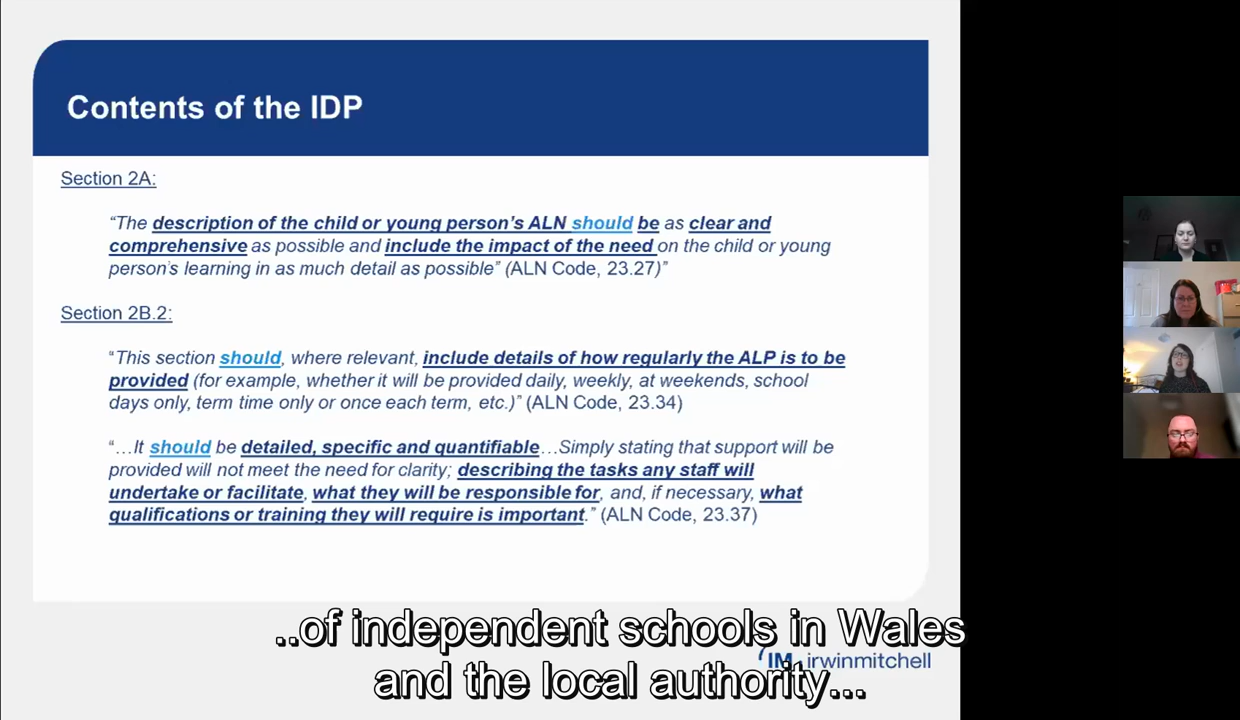 Contents of the IDP
Section 2A:
“The description of the child or young person’s ALN should be as clear and
comprehensive as possible and include the impact of the need on the child or young
person’s learning in as much detail as possible” (ALN Code, 23.27)”
Section 2B.2:
“This section should, where relevant, include details of how regularly the ALP is to be
provided (for example, whether it will be provided daily, weekly, at weekends, school
days only, term time only or once each term, etc.)” (ALN Code, 23.34)
“…It should be detailed, specific and quantifiable…Simply stating that support will be
provided will not meet the need for clarity; describing the tasks any staff will
undertake or facilitate, what they will be responsible for, and, if necessary, what
qualifications or training they will require is important.” (ALN Code, 23.37)
..of independent schools in Wales
IM irwinmitchell
and the local authority...